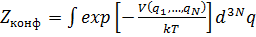 Z_конф = ∫ exp [ − V(q_1,…,q_N) / kT ] d^{3N}q